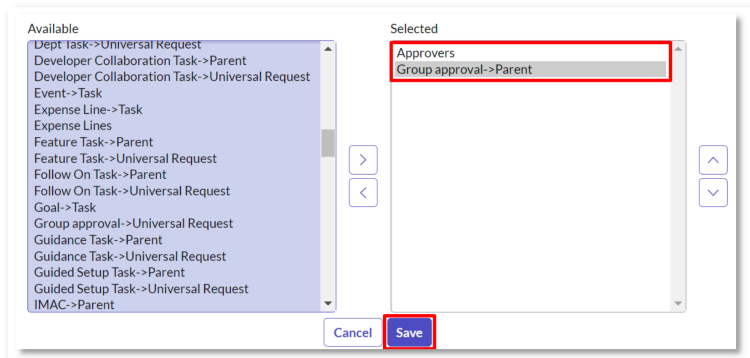 Available
Dept Task->Universal Request
Developer Collaboration Task->Parent
Developer Collaboration Task->Universal Request
Event->Task
Expense Line->Task
Expense Lines
Feature Task->Parent
Feature Task->Universal Request
Follow On Task->Parent
Follow On Task->Universal Request
Goal->Task
Group approval->Universal Request
Guidance Task->Parent
Guidance Task->Universal Request
Guided Setup Task->Parent
Guided Setup Task->Universal Request
IMAC->Parent
Selected
Approvers
Group approval->Parent
Cancel
Save